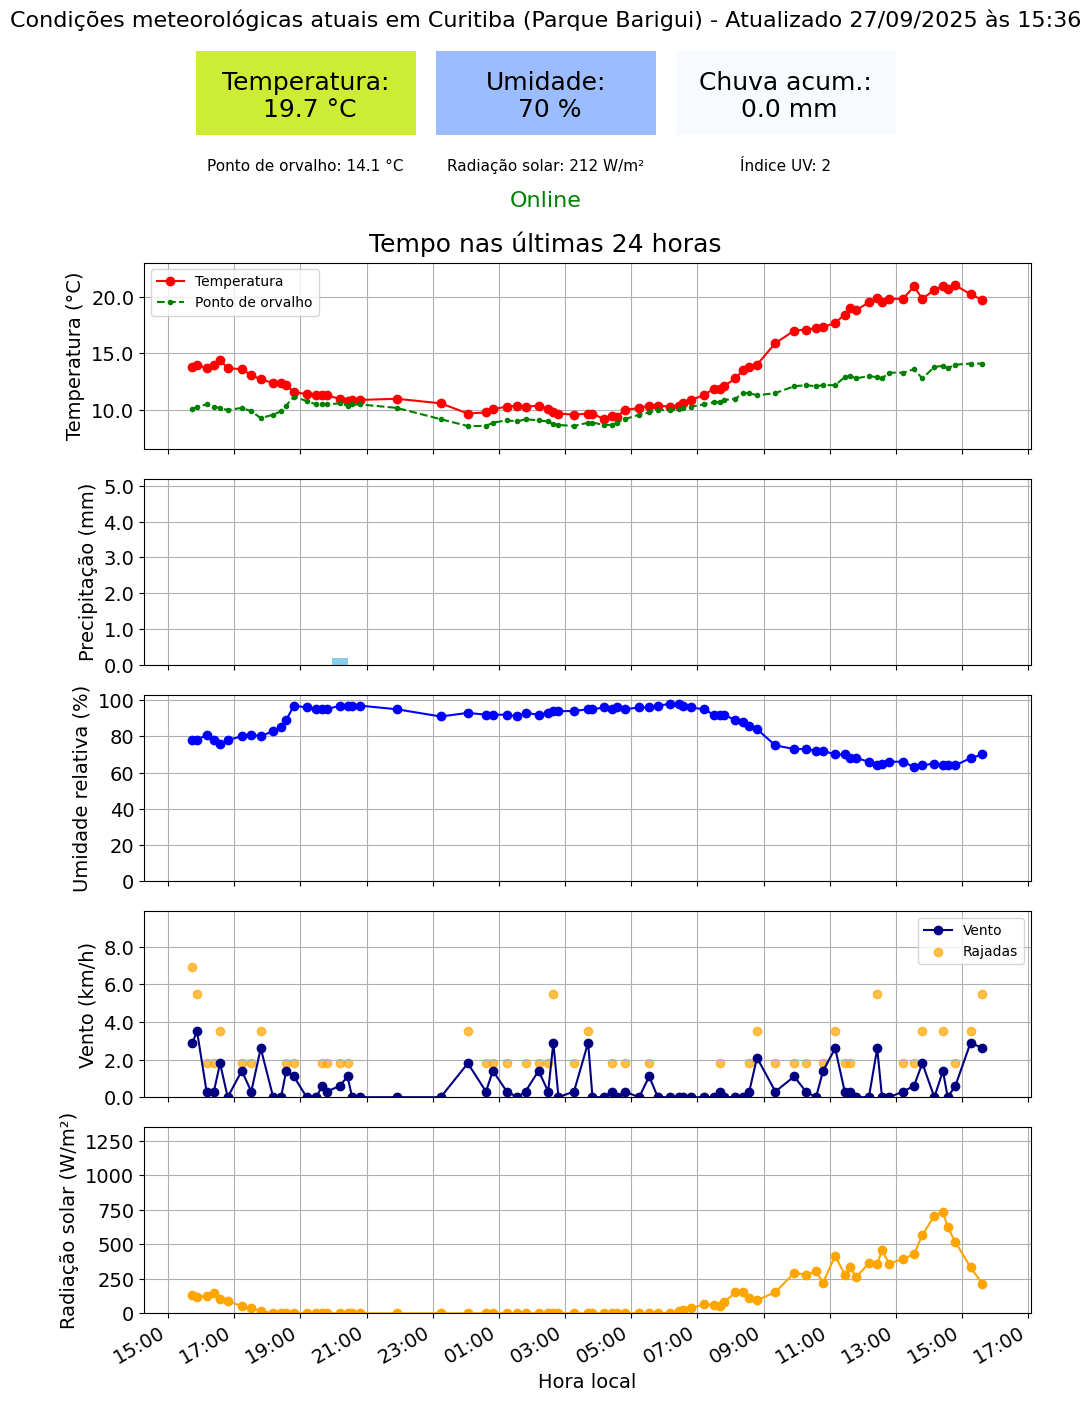 Condições meteorológicas atuais em Curitiba (Parque Barigui) - Atualizado 27/09/2025 às 15:36
Temperatura:
19.7 °C
Umidade:
70 %
Chuva acum.:
0.0 mm
Ponto de orvalho: 14.1 °C
Radiação solar: 212 W/m²
Índice UV: 2
Online
Tempo nas últimas 24 horas
Temperatura (°C)
20.0
15.0
10.0
Temperatura
Ponto de orvalho
Precipitação (mm)
5.0
4.0
3.0
2.0
1.0
0.0
Umidade relativa (%)
100
80
60
40
20
0
Vento (km/h)
8.0
6.0
4.0
2.0
0.0
Vento
Rajadas
Radiação solar (W/m²)
1250
1000
750
500
250
0
15:00
17:00
19:00
21:00
23:00
01:00
03:00
05:00
07:00
09:00
11:00
13:00
15:00
17:00
Hora local